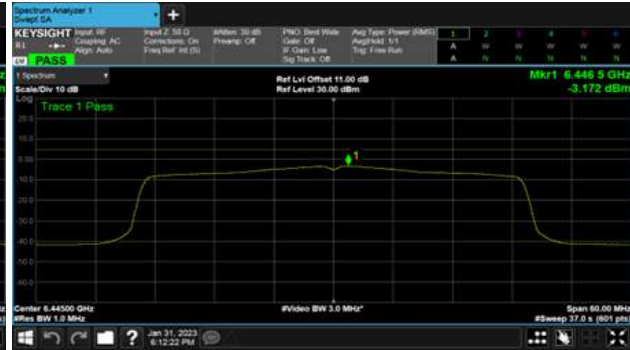 Spectrum Analyzer 1
Swept SA
+
KEYSIGHT Input: RF Input Z: 50 Ω #Atten: 30 dB PNO: Best Wide Avg Type: Power (RMS) 1 2 3 4 5 6
RL Coupling: AC Corrections: On Preamp: Off Gate: Off Avg|Hold: 1/1 A W W W W W
Align: Auto Freq Ref: Int (S) IF Gain: Low Trig: Free Run
LW PASS Sig Track: Off A N N N N N
1 Spectrum Ref Lvl Offset 11.00 dB Mkr1 6.446 5 GHz
Scale/Div 10 dB Ref Level 30.00 dBm -3.172 dBm
Log Trace 1 Pass
20.0
10.0
0.00
1
-10.0
-20.0
-30.0
-40.0
-50.0
-60.0
Center 6.44500 GHz #Video BW 3.0 MHz* Span 60.00 MHz
#Res BW 1.0 MHz #Sweep 37.0 s (601 pts)
? Jan 31, 2023
6:12:22 PM